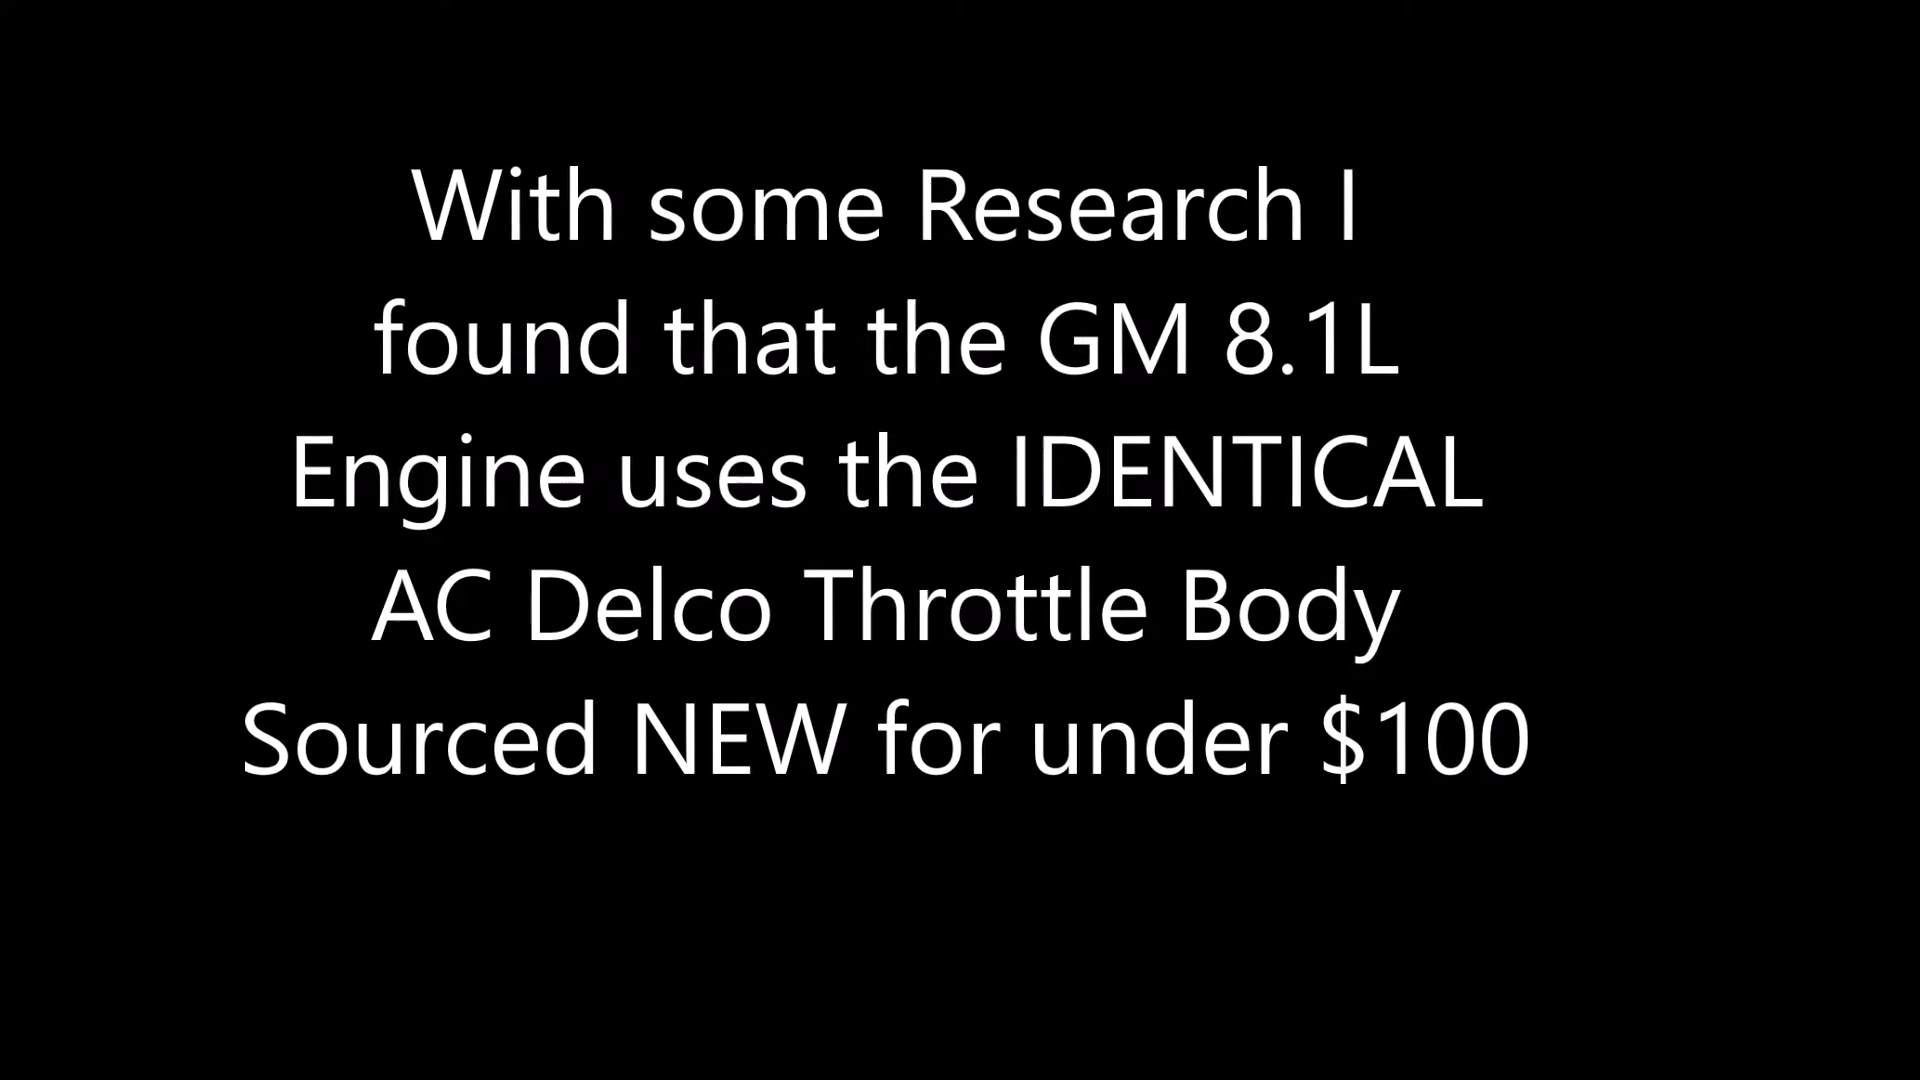 With some Research I
found that the GM 8.1L
Engine uses the IDENTICAL
AC Delco Throttle Body
Sourced NEW for under $100